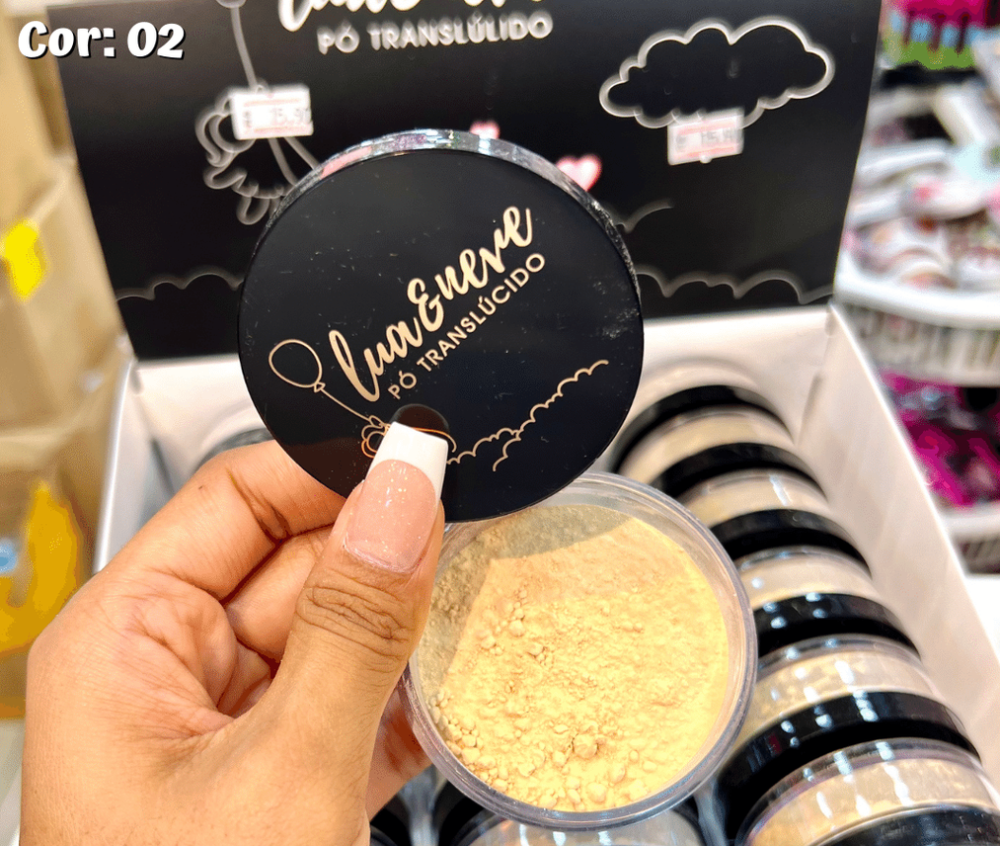 Cor: 02
PÓ TRANSLÚLIDO
lua&neve
PÓ TRANSLÚCIDO